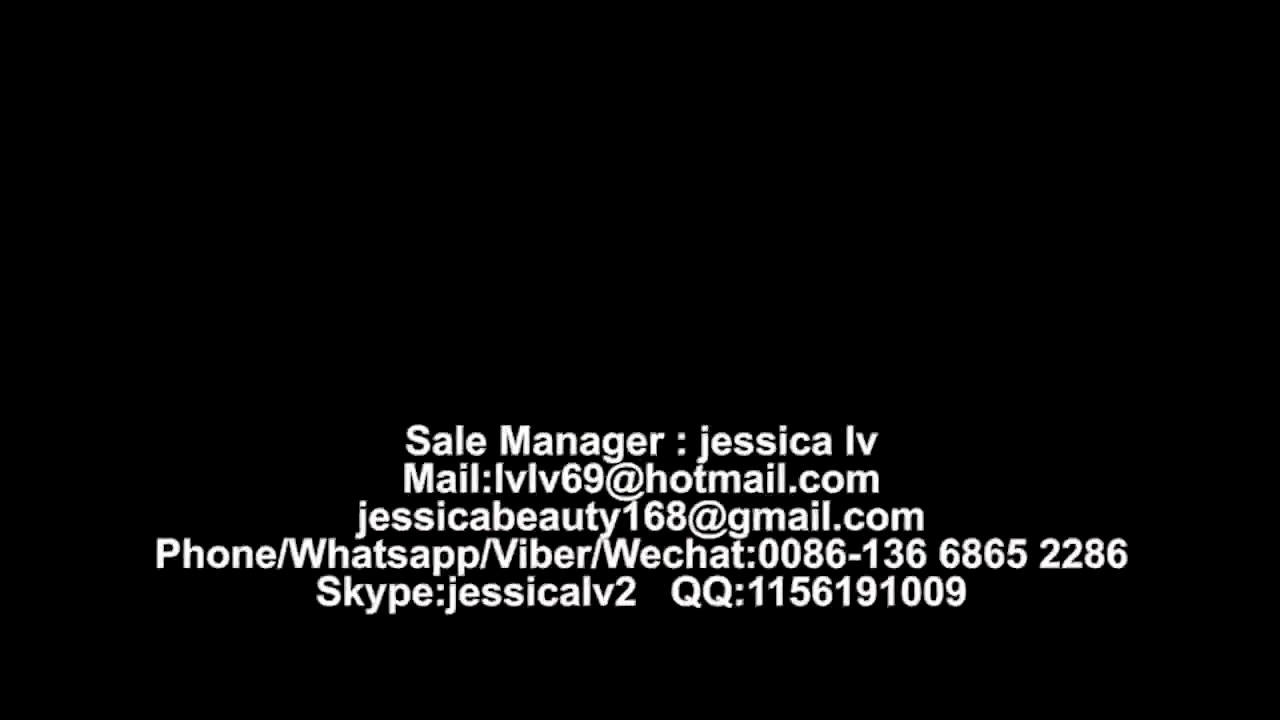 Sale Manager : jessica lv
Mail:lvlv69@hotmail.com
jessicabeauty168@gmail.com
Phone/Whatsapp/Viber/Wechat:0086-136 6865 2286
Skype:jessicalv2   QQ:1156191009